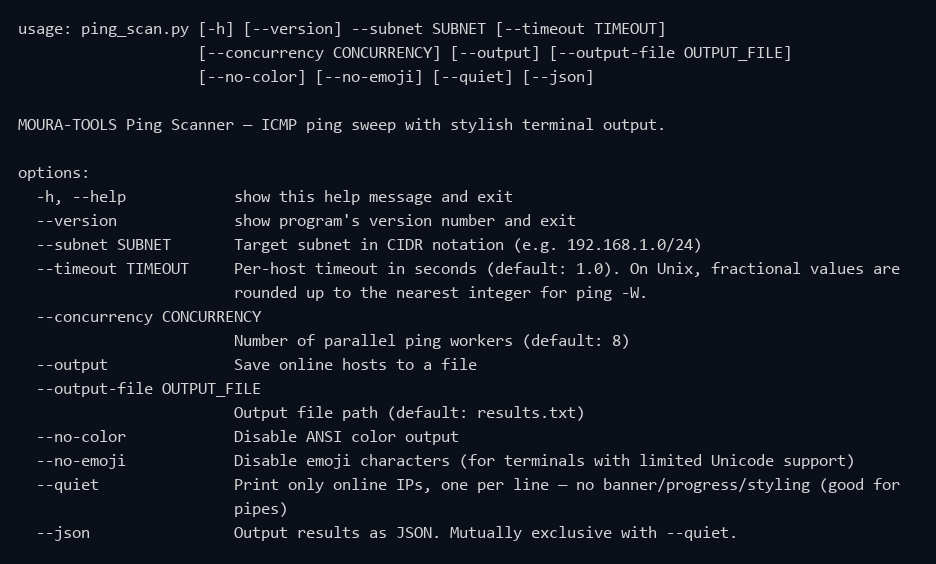 usage: ping_scan.py [-h] [--version] --subnet SUBNET [--timeout TIMEOUT]
                    [--concurrency CONCURRENCY] [--output] [--output-file OUTPUT_FILE]
                    [--no-color] [--no-emoji] [--quiet] [--json]

MOURA-TOOLS Ping Scanner — ICMP ping sweep with stylish terminal output.

options:
  -h, --help            show this help message and exit
  --version             show program's version number and exit
  --subnet SUBNET       Target subnet in CIDR notation (e.g. 192.168.1.0/24)
  --timeout TIMEOUT     Per-host timeout in seconds (default: 1.0). On Unix, fractional values are
                        rounded up to the nearest integer for ping -W.
  --concurrency CONCURRENCY
                        Number of parallel ping workers (default: 8)
  --output              Save online hosts to a file
  --output-file OUTPUT_FILE
                        Output file path (default: results.txt)
  --no-color            Disable ANSI color output
  --no-emoji            Disable emoji characters (for terminals with limited Unicode support)
  --quiet               Print only online IPs, one per line — no banner/progress/styling (good for
                        pipes)
  --json                Output results as JSON. Mutually exclusive with --quiet.